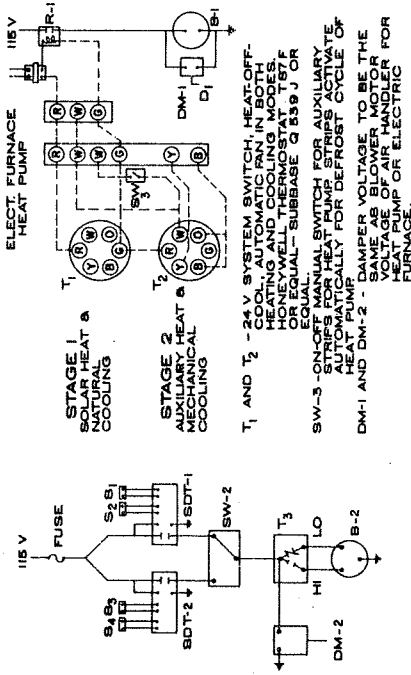 ELECT. FURNACE
HEAT PUMP
115 V
R-1
R
W
G
B-1
DM-1
D1
R
W
W
G
Y
B
SW-3
T1
R
W
Y
O
B
G
T2
R
W
Y
O
B
G
STAGE 1
SOLAR HEAT &
NATURAL
COOLING
STAGE 2
AUXILIARY HEAT &
MECHANICAL
COOLING
T1 AND T2 - 24V SYSTEM SWITCH, HEAT-OFF-
COOL, AUTOMATIC FAN IN BOTH
HEATING AND COOLING MODES.
HONEYWELL THERMOSTAT T87F
OR EQUAL - SUBBASE Q539J OR
EQUAL.
SW-3 - ON-OFF MANUAL SWITCH FOR AUXILIARY
STRIPS FOR HEAT PUMP. STRIPS ACTIVATE
AUTOMATICALLY FOR DEFROST CYCLE OF
HEAT PUMP.
DM-1 AND DM-2 - DAMPER VOLTAGE TO BE THE
SAME AS BLOWER MOTOR
VOLTAGE OF AIR HANDLER FOR
HEAT PUMP OR ELECTRIC
FURNACE.
115 V
FUSE
S2 S1
SDT-1
S4 S3
SDT-2
SW-2
T3
HI
LO
B-2
DM-2